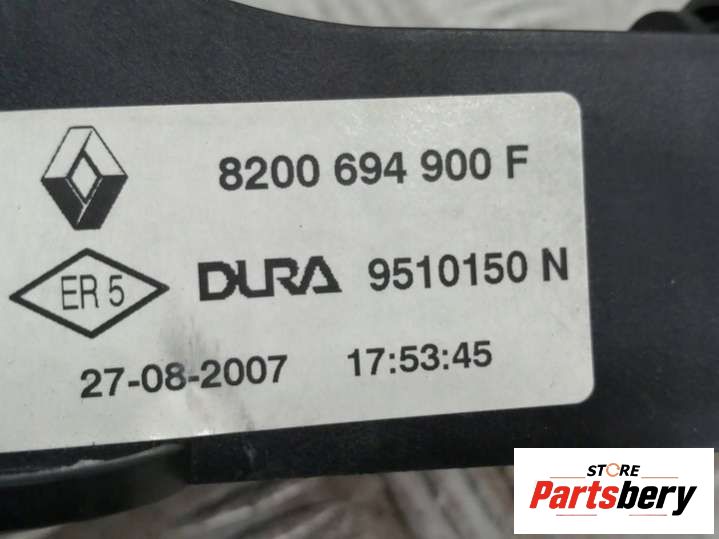 8200 694 900 F
ER 5 DURA 9510150 N
27-08-2007 17:53:45
STORE
Partsbery